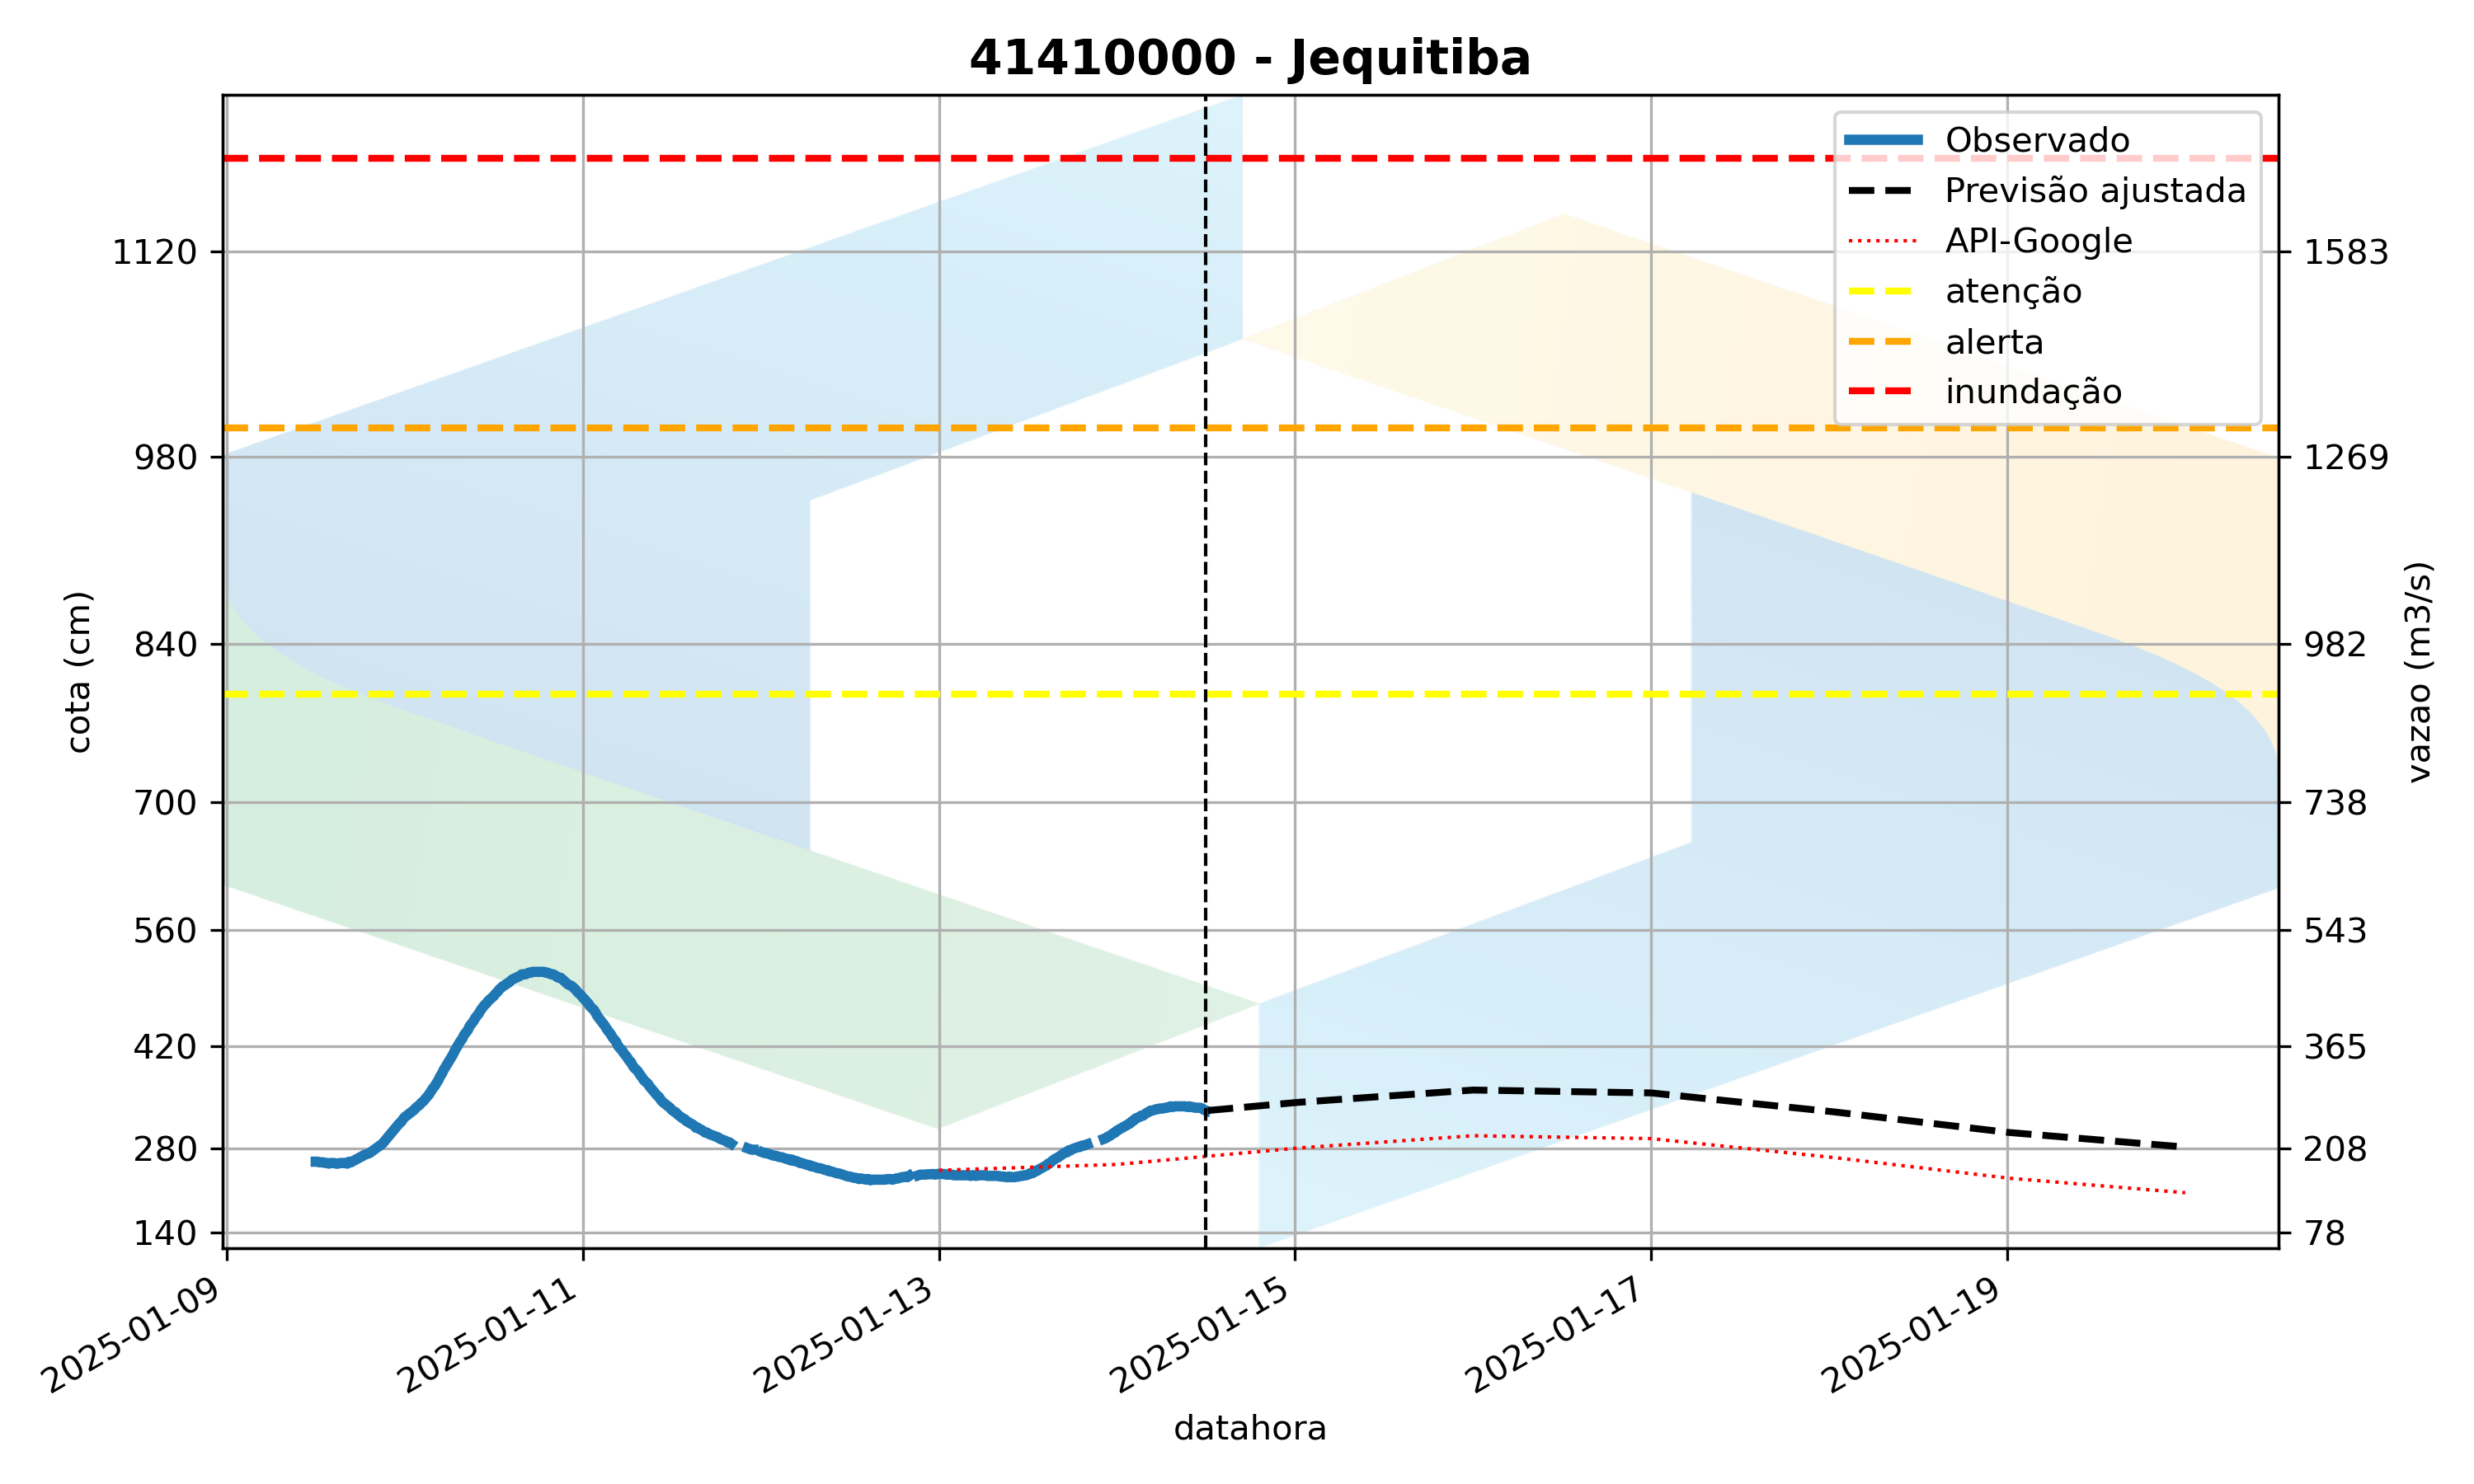 41410000 - Jequitiba
Observado
Previsão ajustada
API-Google
atenção
alerta
inundação
1120
980
840
700
560
420
280
140
cota (cm)
1583
1269
982
738
543
365
208
78
vazao (m3/s)
2025-01-09
2025-01-11
2025-01-13
2025-01-15
2025-01-17
2025-01-19
datahora